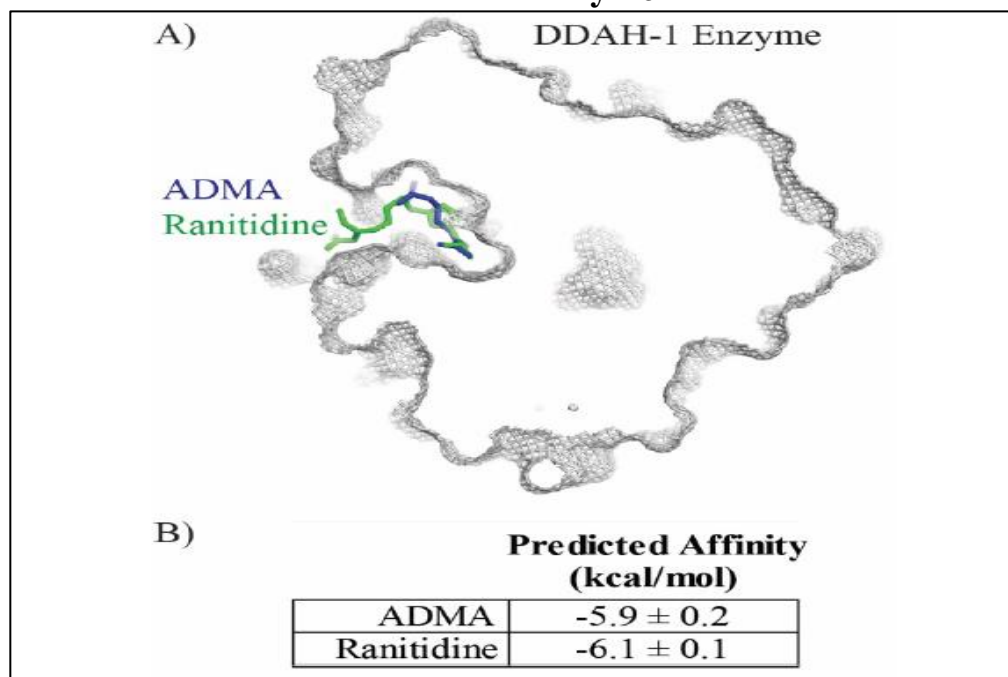 A)
DDAH-1 Enzyme
ADMA
Ranitidine
B)
Predicted Affinity
(kcal/mol)
ADMA -5.9 ± 0.2
Ranitidine -6.1 ± 0.1